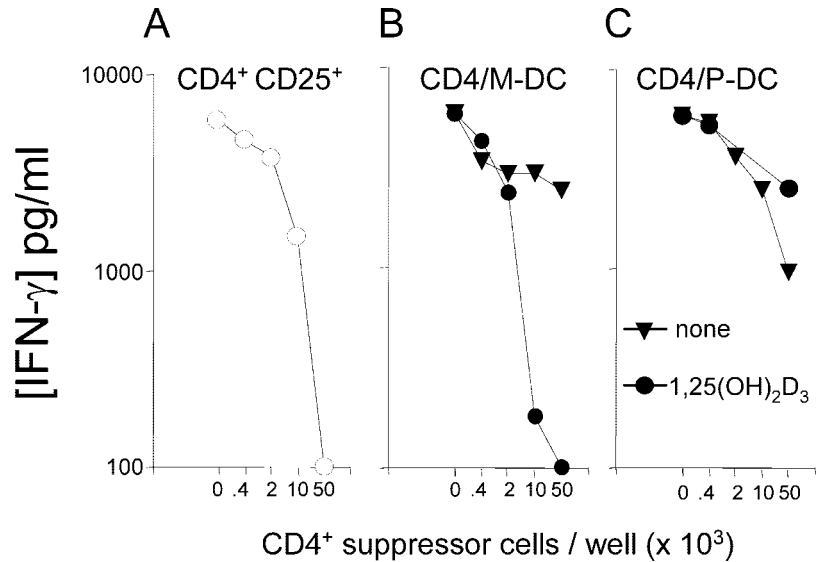 A B C
CD4⁺ CD25⁺ CD4/M-DC CD4/P-DC
10000
1000
100
[IFN-γ] pg/ml
none
1,25(OH)₂D₃
0 .4 2 10 50 0 .4 2 10 50 0 .4 2 10 50
CD4⁺ suppressor cells / well (x 10³)